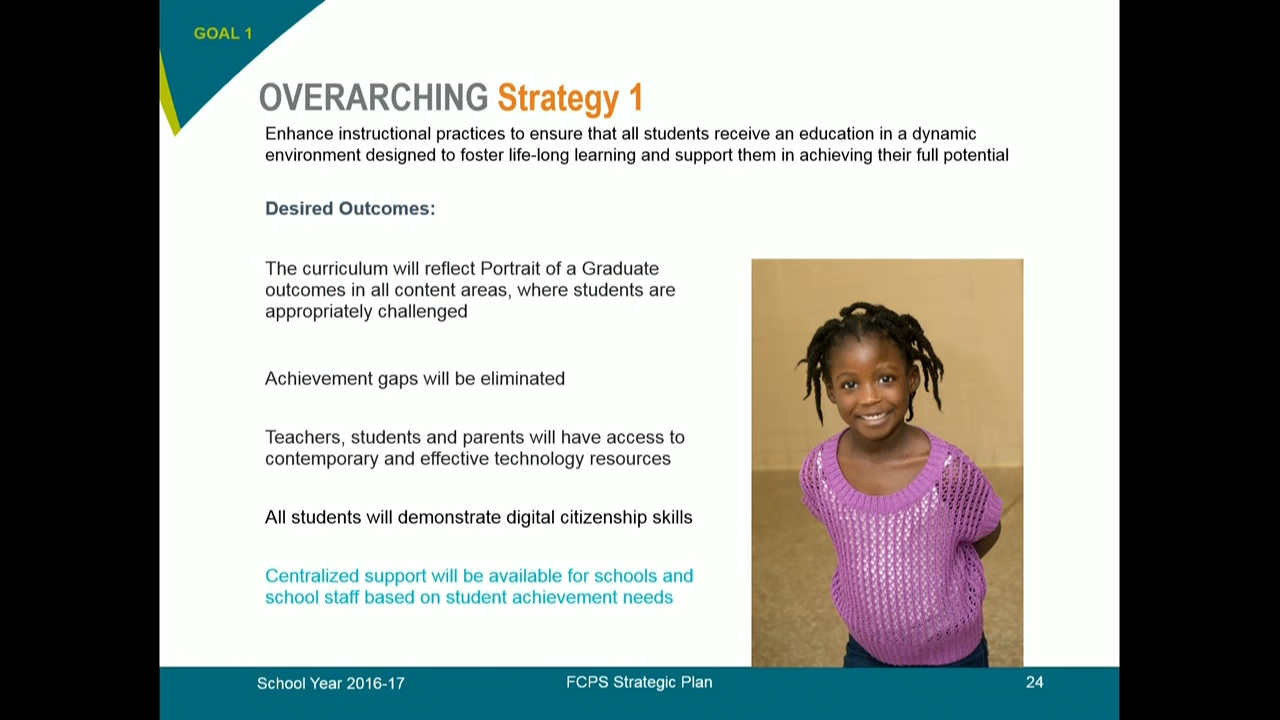 GOAL 1
OVERARCHING Strategy 1
Enhance instructional practices to ensure that all students receive an education in a dynamic
environment designed to foster life-long learning and support them in achieving their full potential
Desired Outcomes:
The curriculum will reflect Portrait of a Graduate
outcomes in all content areas, where students are
appropriately challenged
Achievement gaps will be eliminated
Teachers, students and parents will have access to
contemporary and effective technology resources
All students will demonstrate digital citizenship skills
Centralized support will be available for schools and
school staff based on student achievement needs
School Year 2016-17
FCPS Strategic Plan
24